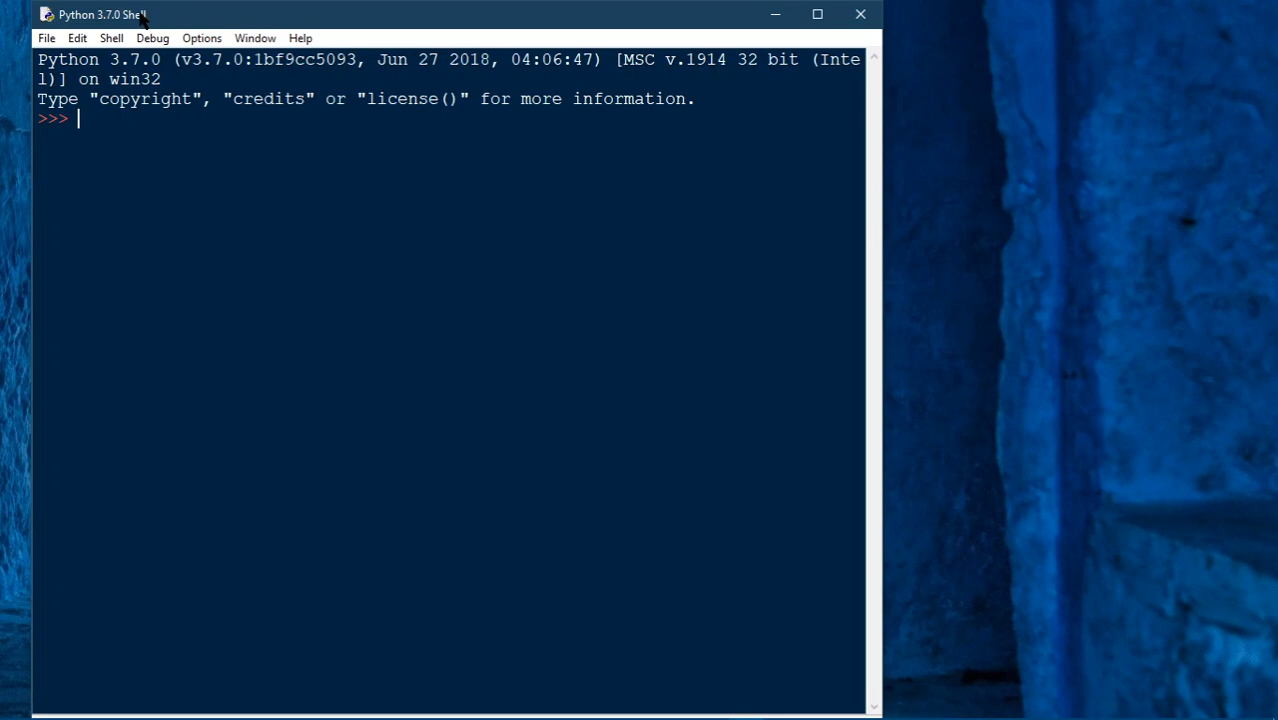 Python 3.7.0 Shell
File Edit Shell Debug Options Window Help
Python 3.7.0 (v3.7.0:1bf9cc5093, Jun 27 2018, 04:06:47) [MSC v.1914 32 bit (Inte
l)] on win32
Type "copyright", "credits" or "license()" for more information.
>>>